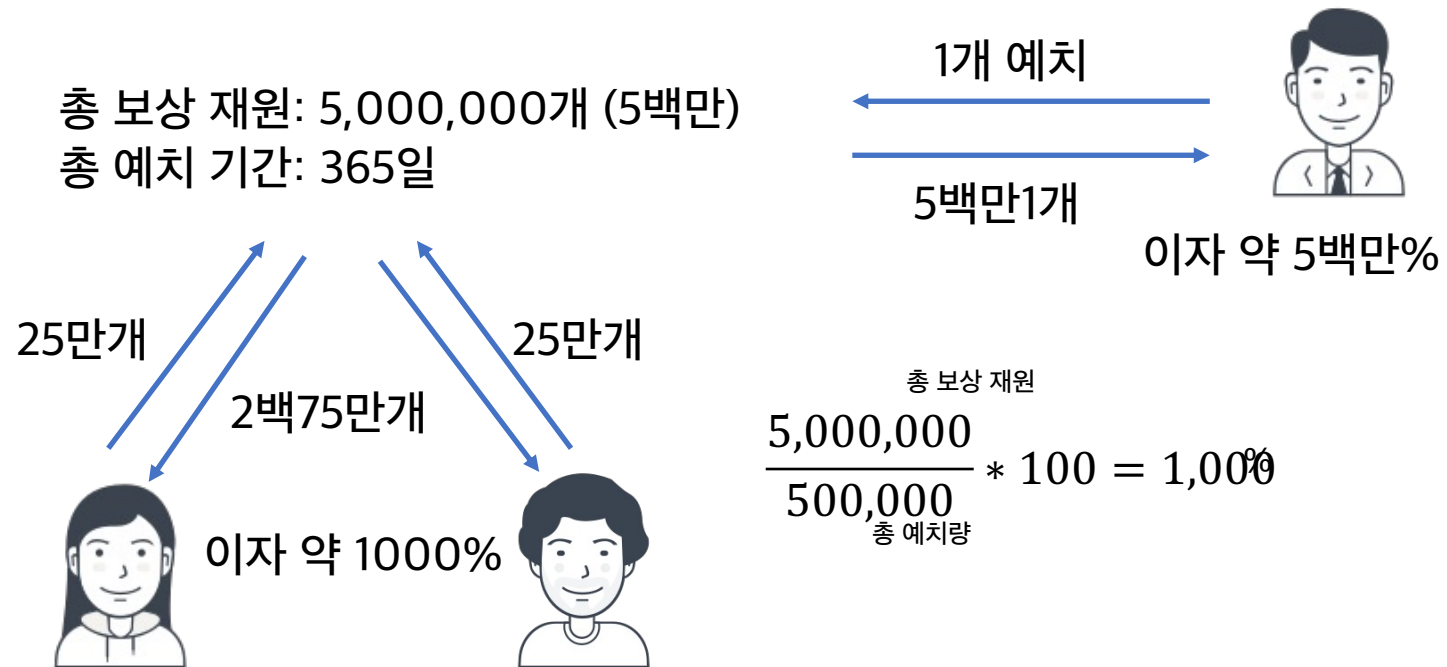 총 보상 재원: 5,000,000개 (5백만)
총 예치 기간: 365일
1개 예치
5백만1개
이자 약 5백만%
25만개
2백75만개
25만개
이자 약 1000%
총 보상 재원
5,000,000
500,000
* 100 = 1,000%
총 예치량